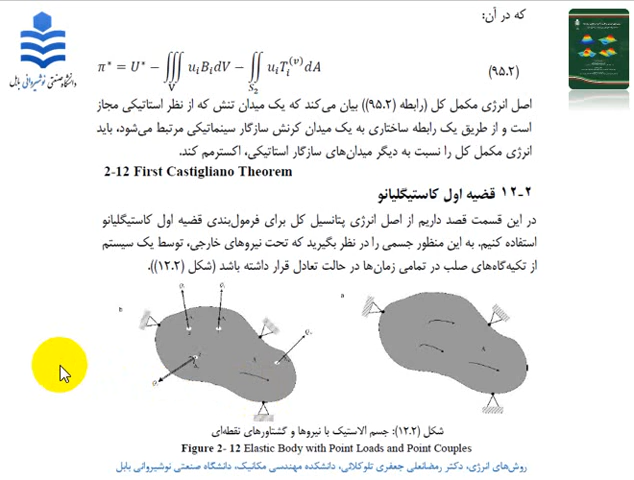 که در آن:
π* = U* − ∭_V u_i B_i dV − ∬_{S_2} u_i T_i^{(v)} dA (۹۵.۲)
دانشگاه صنعتی نوشیروانی بابل
اصل انرژی مکمل کل (رابطه (۹۵.۲)) بیان می‌کند که یک میدان تنش که از نظر استاتیکی مجاز
است و از طریق یک رابطه ساختاری به یک میدان کرنش سازگار سینماتیکی مرتبط می‌شود، باید
انرژی مکمل کل را نسبت به دیگر میدان‌های سازگار استاتیکی، اکسترمم کند.
2-12 First Castigliano Theorem
۱۲-۲ قضیه اول کاستیگلیانو
در این قسمت قصد داریم از اصل انرژی پتانسیل کل برای فرمول‌بندی قضیه اول کاستیگلیانو
استفاده کنیم. به این منظور جسمی را در نظر بگیرید که تحت نیروهای خارجی، توسط یک سیستم
از تکیه‌گاه‌های صلب در تمامی زمان‌ها در حالت تعادل قرار داشته باشد (شکل (۱۲.۲)).
b
a
شکل (۱۲.۲): جسم الاستیک با نیروها و گشتاورهای نقطه‌ای
Figure 2- 12 Elastic Body with Point Loads and Point Couples
روش‌های انرژی، دکتر رمضانعلی جعفری تلوکلائی، دانشکده مهندسی مکانیک، دانشگاه صنعتی نوشیروانی بابل